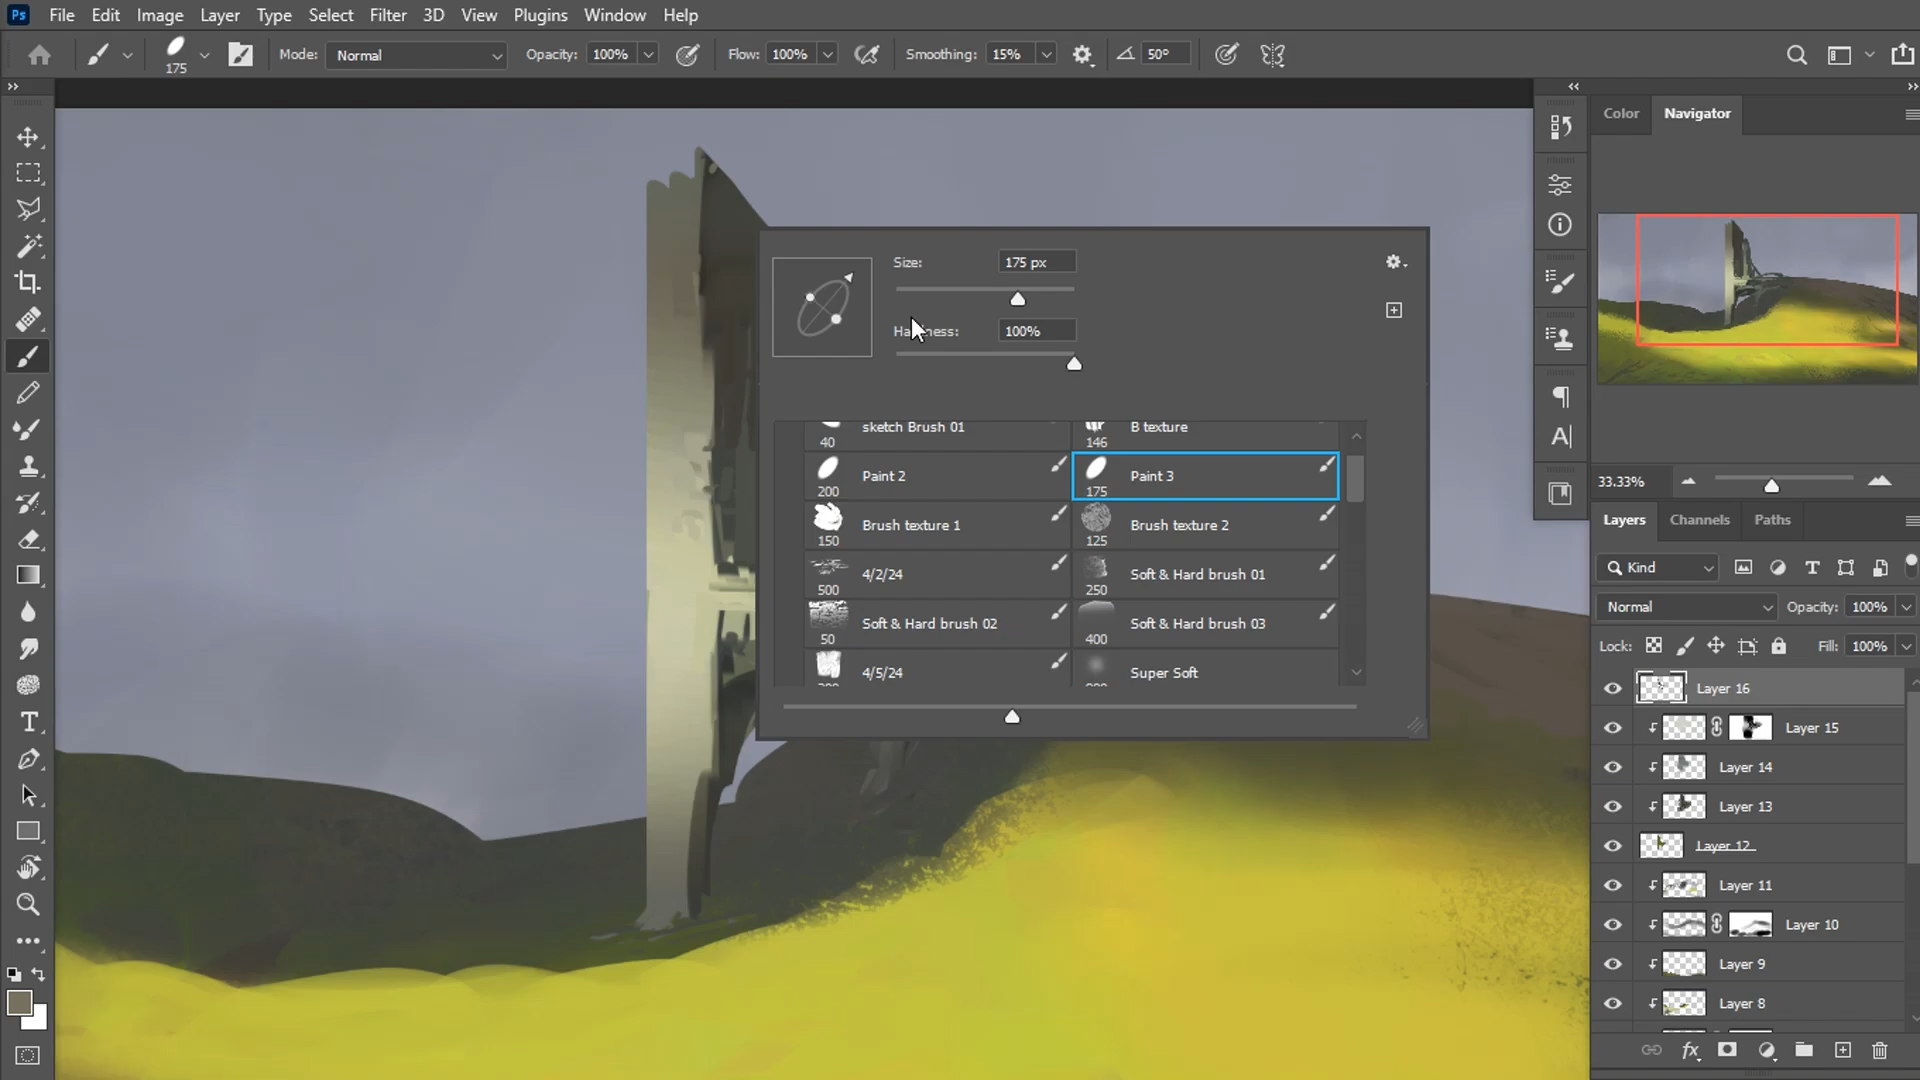 Ps File Edit Image Layer Type Select Filter 3D View Plugins Window Help
175 Mode: Normal Opacity: 100% Flow: 100% Smoothing: 15% 50°
Color Navigator
Size: 175 px
Hardness: 100%
sketch Brush 01 40
B texture 146
Paint 2 200
Paint 3 175
Brush texture 1 150
Brush texture 2 125
4/2/24 500
Soft & Hard brush 01 250
Soft & Hard brush 02 50
Soft & Hard brush 03 400
4/5/24
Super Soft
33.33%
Layers Channels Paths
Kind
Normal Opacity: 100%
Lock: Fill: 100%
Layer 16
Layer 15
Layer 14
Layer 13
Layer 12
Layer 11
Layer 10
Layer 9
Layer 8